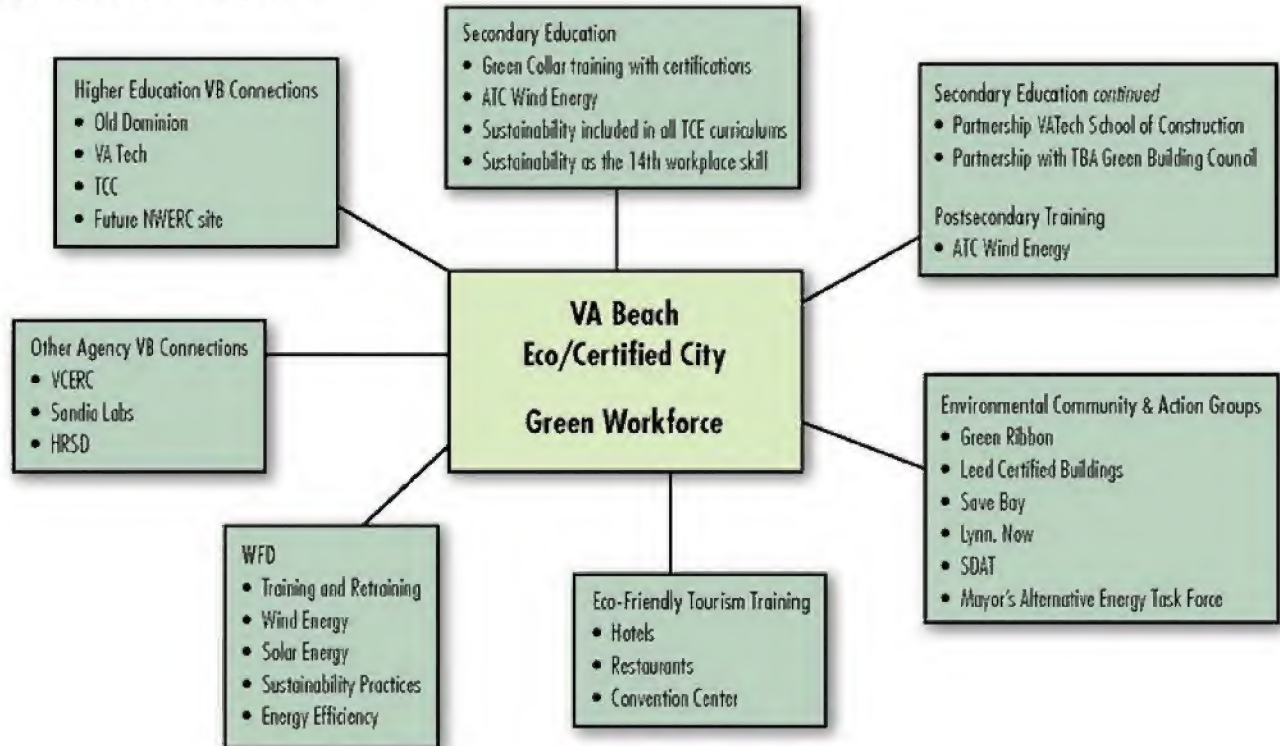 Secondary Education
• Green Collar training with certifications
• ATC Wind Energy
• Sustainability included in all TCE curriculums
• Sustainability as the 14th workplace skill
Higher Education VB Connections
• Old Dominion
• VA Tech
• TCC
• Future NWERC site
Secondary Education continued
• Partnership VATech School of Construction
• Partnership with TBA Green Building Council
Postsecondary Training
• ATC Wind Energy
VA Beach
Eco/Certified City
Green Workforce
Other Agency VB Connections
• VCERC
• Sandia Labs
• HRSD
Environmental Community & Action Groups
• Green Ribbon
• Leed Certified Buildings
• Save Bay
• Lynn. Now
• SDAT
• Mayor's Alternative Energy Task Force
WFD
• Training and Retraining
• Wind Energy
• Solar Energy
• Sustainability Practices
• Energy Efficiency
Eco-Friendly Tourism Training
• Hotels
• Restaurants
• Convention Center